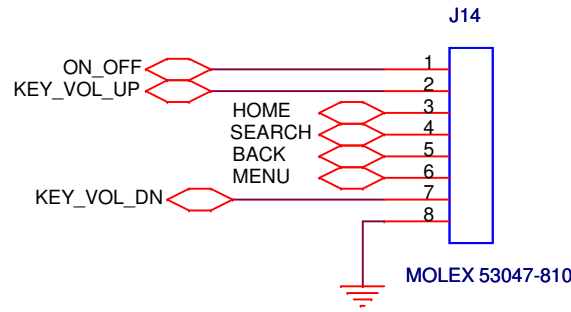 J14
ON_OFF 1
KEY_VOL_UP 2
HOME 3
SEARCH 4
BACK 5
MENU 6
KEY_VOL_DN 7
8
MOLEX 53047-810